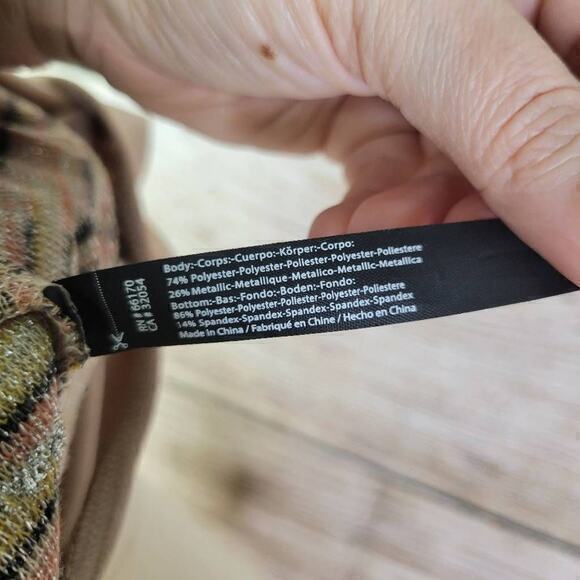 RN 66170
CA # 32054
Body:-Corps:-Cuerpo:-Körper:-Corpo:
74% Polyester-Polyester-Poliester-Polyester-Poliestere
26% Metallic-Metallique-Metalico-Metallic-Metallica
Bottom:-Bas:-Fondo:-Boden:-Fondo:
86% Polyester-Polyester-Poliester-Polyester-Poliestere
14% Spandex-Spandex-Spandex-Spandex-Spandex
Made in China / Fabriqué en Chine / Hecho en China